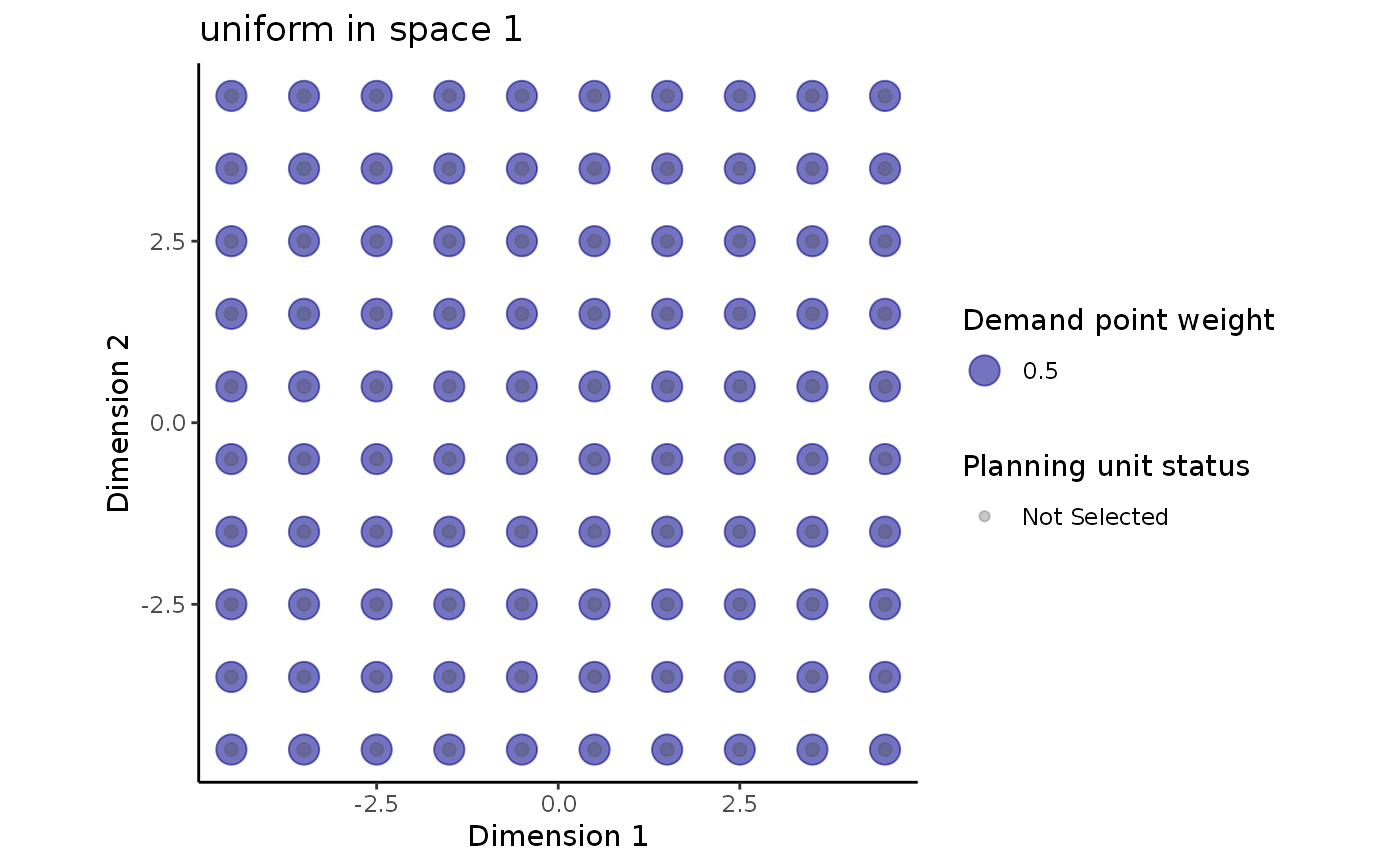 uniform in space 1
2.5
0.0
-2.5
Dimension 2
-2.5 0.0 2.5
Dimension 1
Demand point weight
0.5
Planning unit status
Not Selected